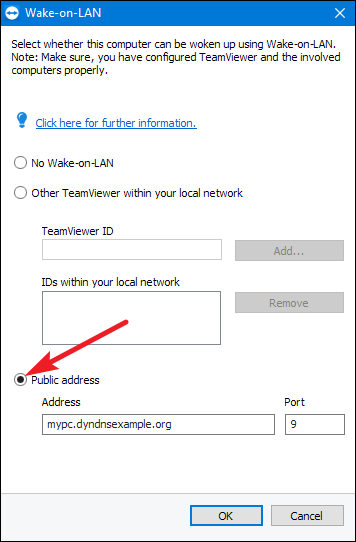 Wake-on-LAN
Select whether this computer can be woken up using Wake-on-LAN.
Note: Make sure, you have configured TeamViewer and the involved
computers properly.
Click here for further information.
No Wake-on-LAN
Other TeamViewer within your local network
TeamViewer ID
Add...
IDs within your local network
Remove
Public address
Address Port
mypc.dyndnsexample.org 9
OK Cancel